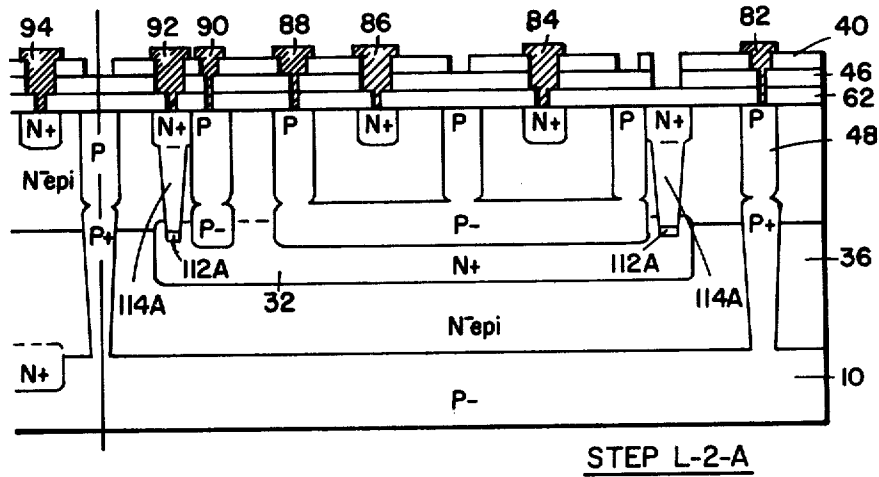 94 92 90 88 86 84 82
40
46
62
N+ N+ P P N+ P N+ P N+ P
48
P
N⁻epi
P- P+
P+ P-
36
112A N+ 112A
114A 32 114A
N⁻epi
N+
10
P-
STEP L-2-A